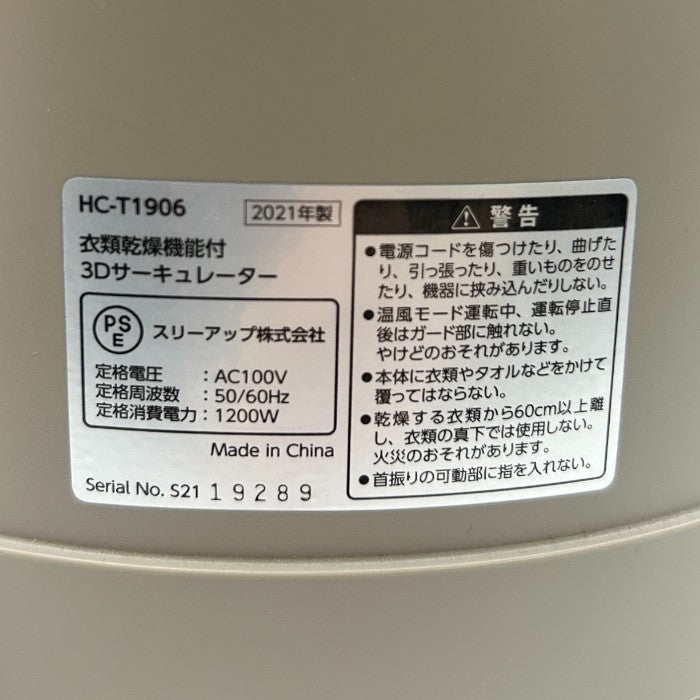 HC-T1906
2021年製
衣類乾燥機能付
3Dサーキュレーター
PSE
スリーアップ株式会社
定格電圧 : AC100V
定格周波数 : 50/60Hz
定格消費電力 : 1200W
Made in China
Serial No. S21 19289
警告
●電源コードを傷つけたり、曲げた
り、引っ張ったり、重いものをのせ
たり、機器に挟み込んだりしない。
●温風モード運転中、運転停止直
後はガード部に触れない。
やけどのおそれがあります。
●本体に衣類やタオルなどをかけて
覆ってはならない。
●乾燥する衣類から60cm以上離
し、衣類の真下では使用しない。
火災のおそれがあります。
●首振りの可動部に指を入れない。